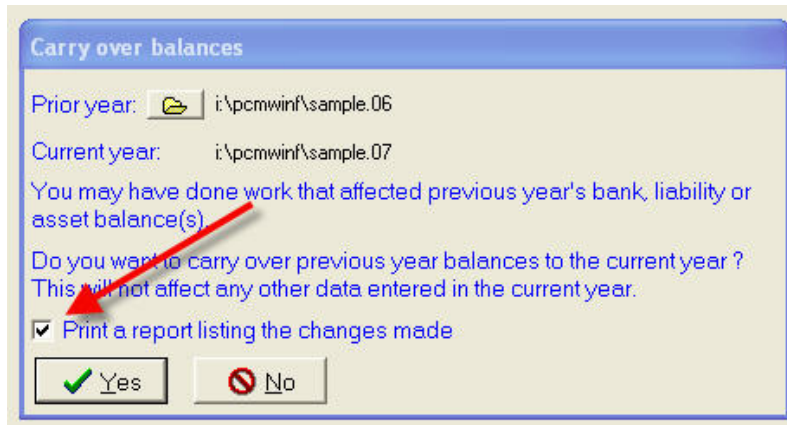 Carry over balances
Prior year: i:\pcmwinf\sample.06
Current year: i:\pcmwinf\sample.07
You may have done work that affected previous year's bank, liability or
asset balance(s).
Do you want to carry over previous year balances to the current year ?
This will not affect any other data entered in the current year.
Print a report listing the changes made
Yes No